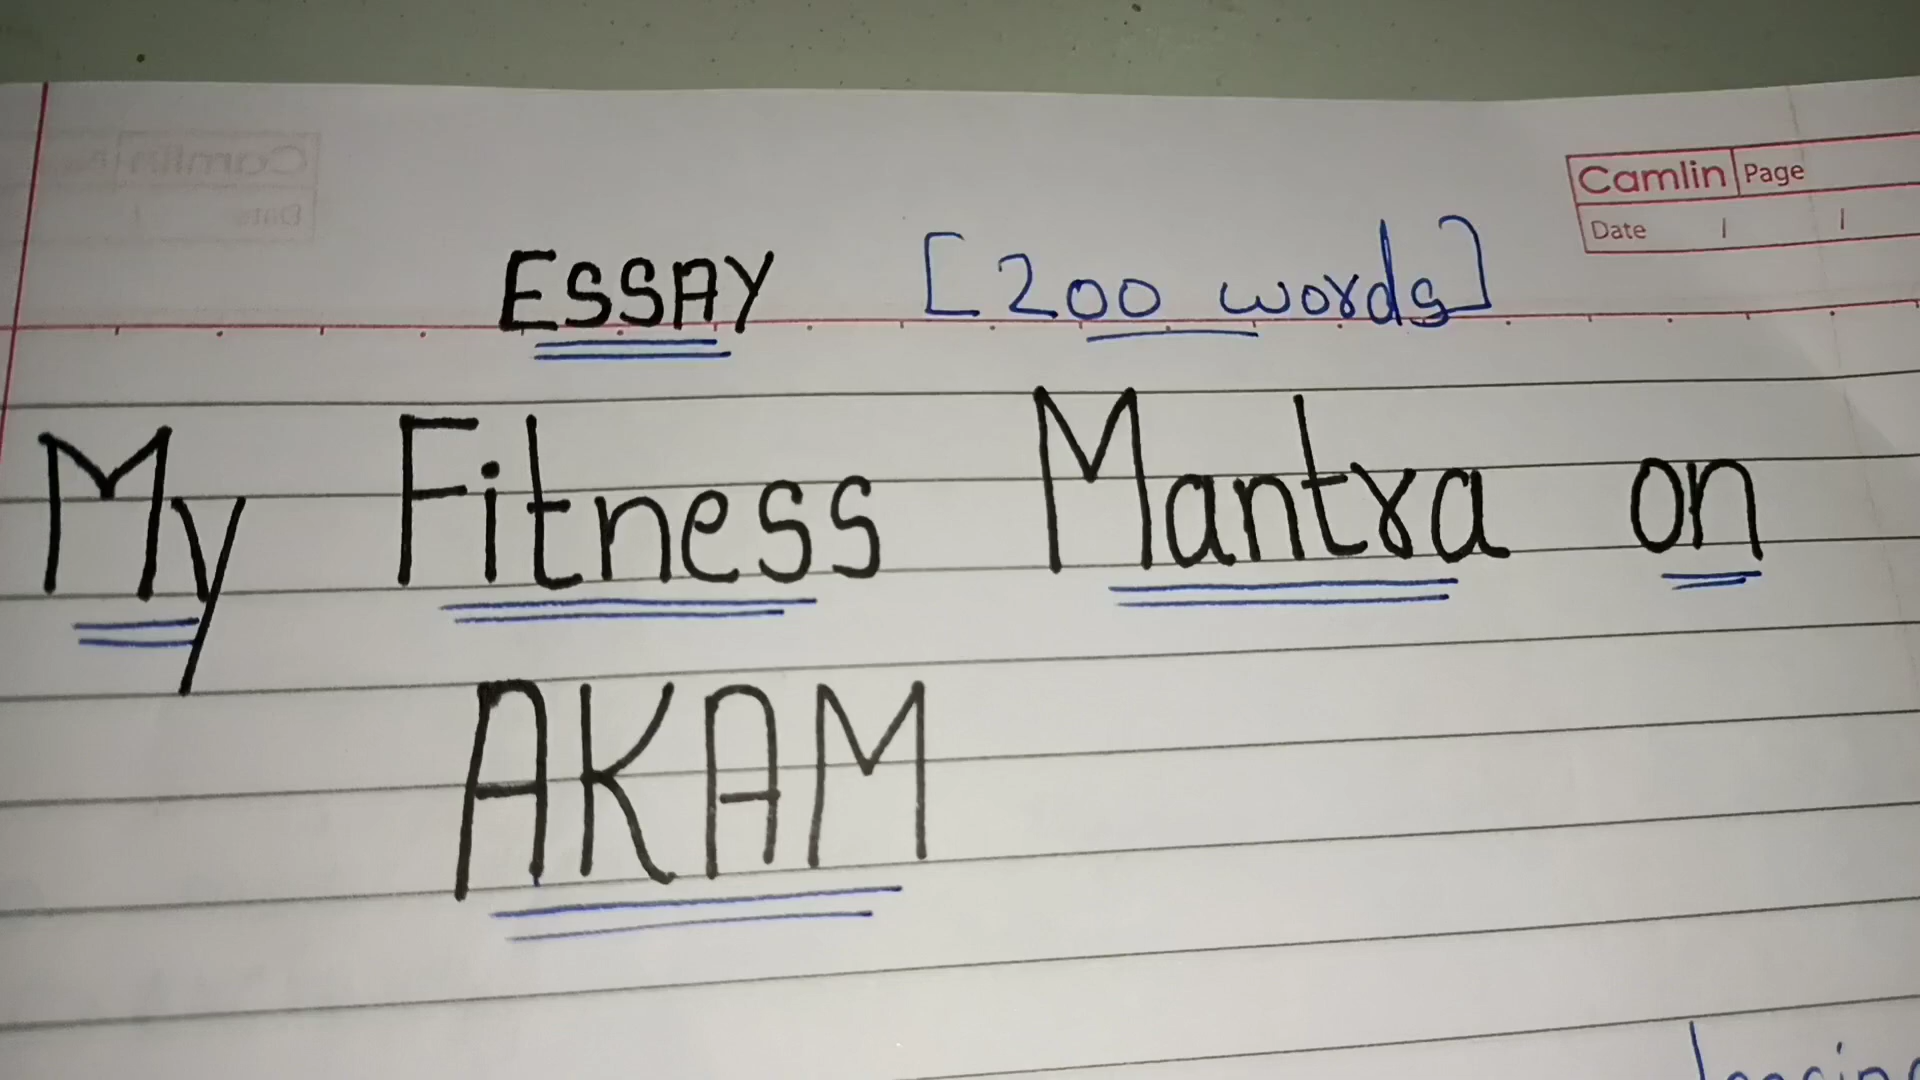 Camlin Page
Date / /
ESSAY [200 words]
My Fitness Mantra on
AKAM